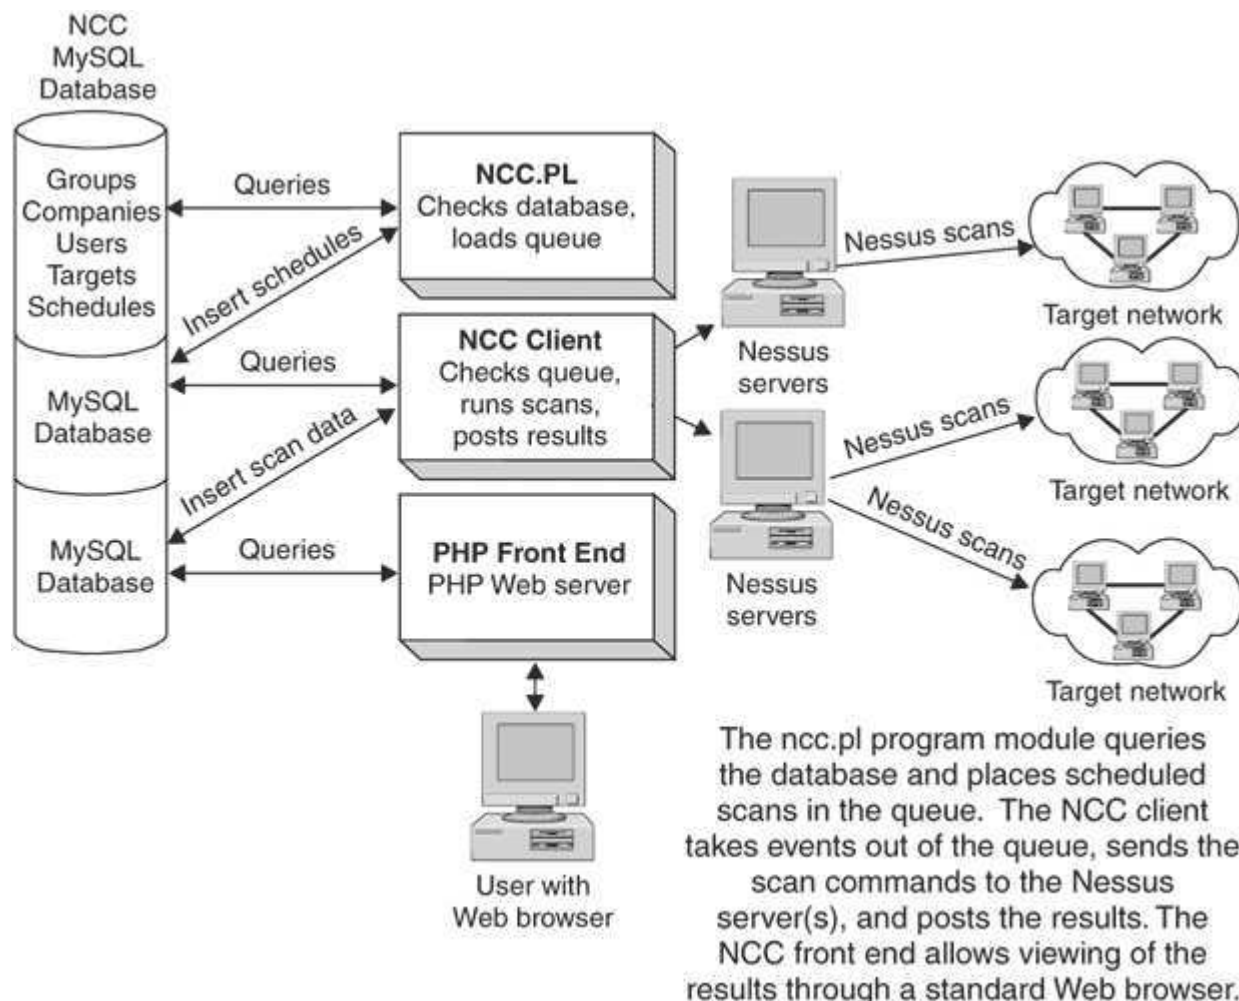 NCC
MySQL
Database
Groups
Companies
Users
Targets
Schedules
MySQL
Database
MySQL
Database
Queries
Insert schedules
Queries
Insert scan data
Queries
NCC.PL
Checks database,
loads queue
NCC Client
Checks queue,
runs scans,
posts results
PHP Front End
PHP Web server
User with
Web browser
Nessus
servers
Nessus
servers
Nessus scans
Nessus scans
Nessus scans
Target network
Target network
Target network
The ncc.pl program module queries
the database and places scheduled
scans in the queue. The NCC client
takes events out of the queue, sends the
scan commands to the Nessus
server(s), and posts the results. The
NCC front end allows viewing of the
results through a standard Web browser.